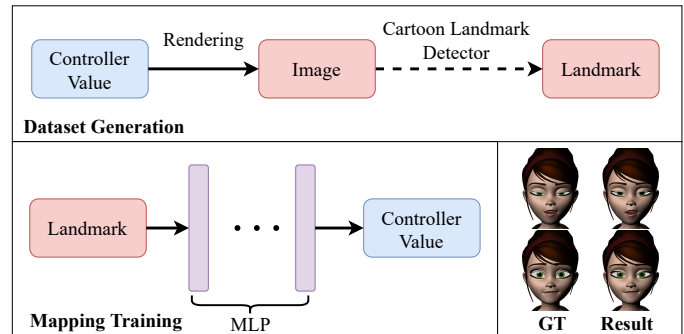 Controller
Value
Rendering
Image
Cartoon Landmark
Detector
Landmark
Dataset Generation
Landmark
. . .
Controller
Value
MLP
Mapping Training
GT
Result